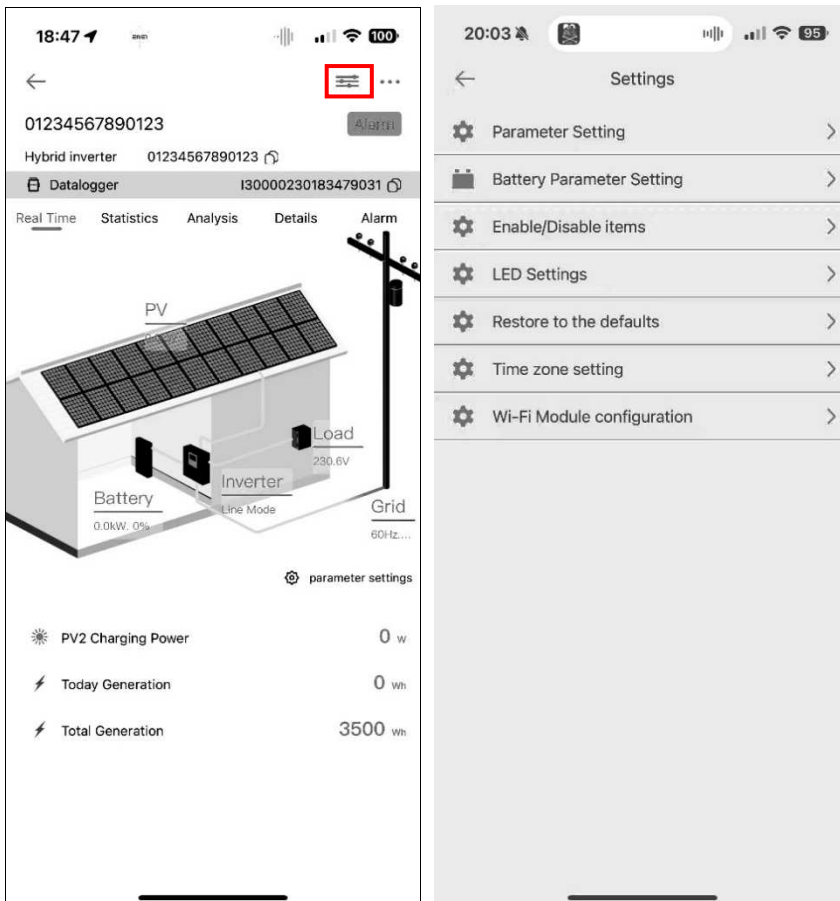 18:47
100
01234567890123
Alarm
Hybrid inverter 01234567890123
Datalogger I30000230183479031
Real Time Statistics Analysis Details Alarm
PV
Load
230.6V
Inverter
Line Mode
Battery
0.0kW. 0%
Grid
60Hz....
parameter settings
PV2 Charging Power 0 W
Today Generation 0 Wh
Total Generation 3500 Wh
20:03
95
Settings
Parameter Setting
Battery Parameter Setting
Enable/Disable items
LED Settings
Restore to the defaults
Time zone setting
Wi-Fi Module configuration